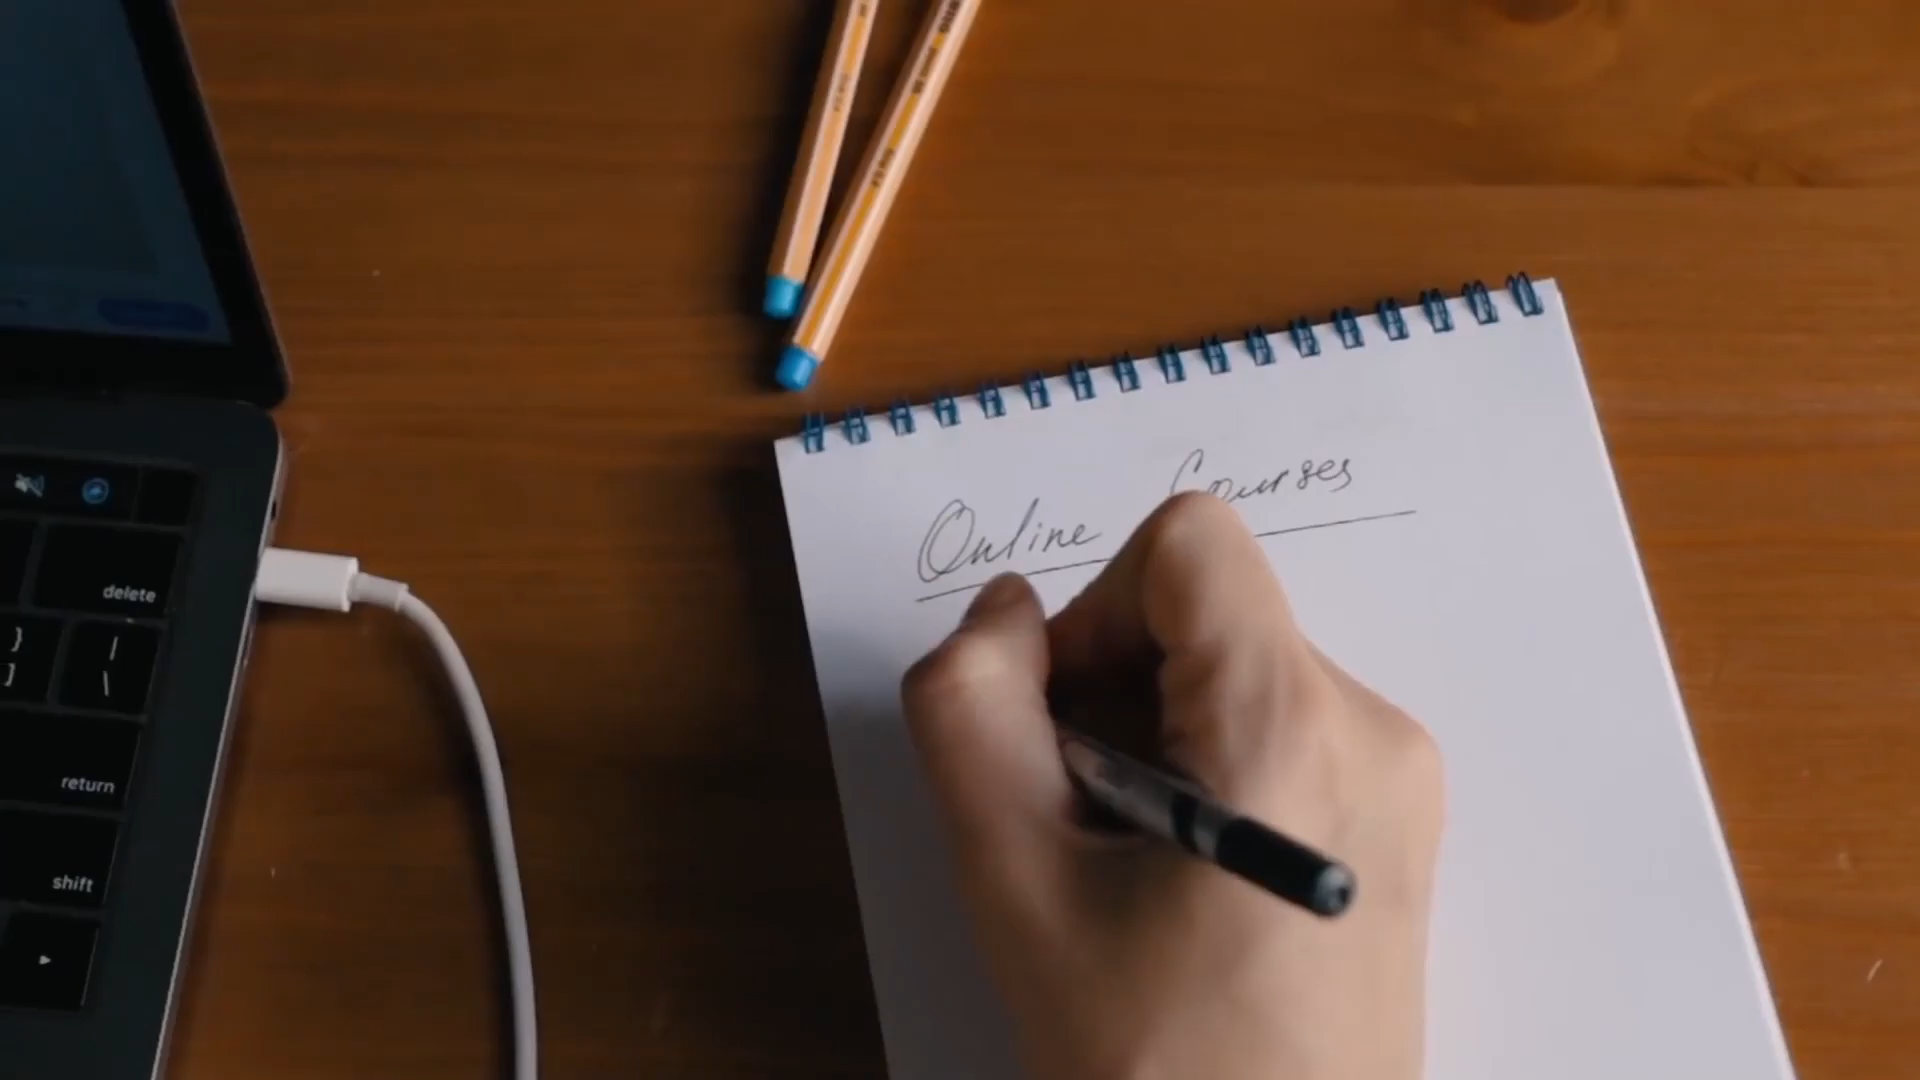 Online Courses
delete
}
]
|
\
return
shift